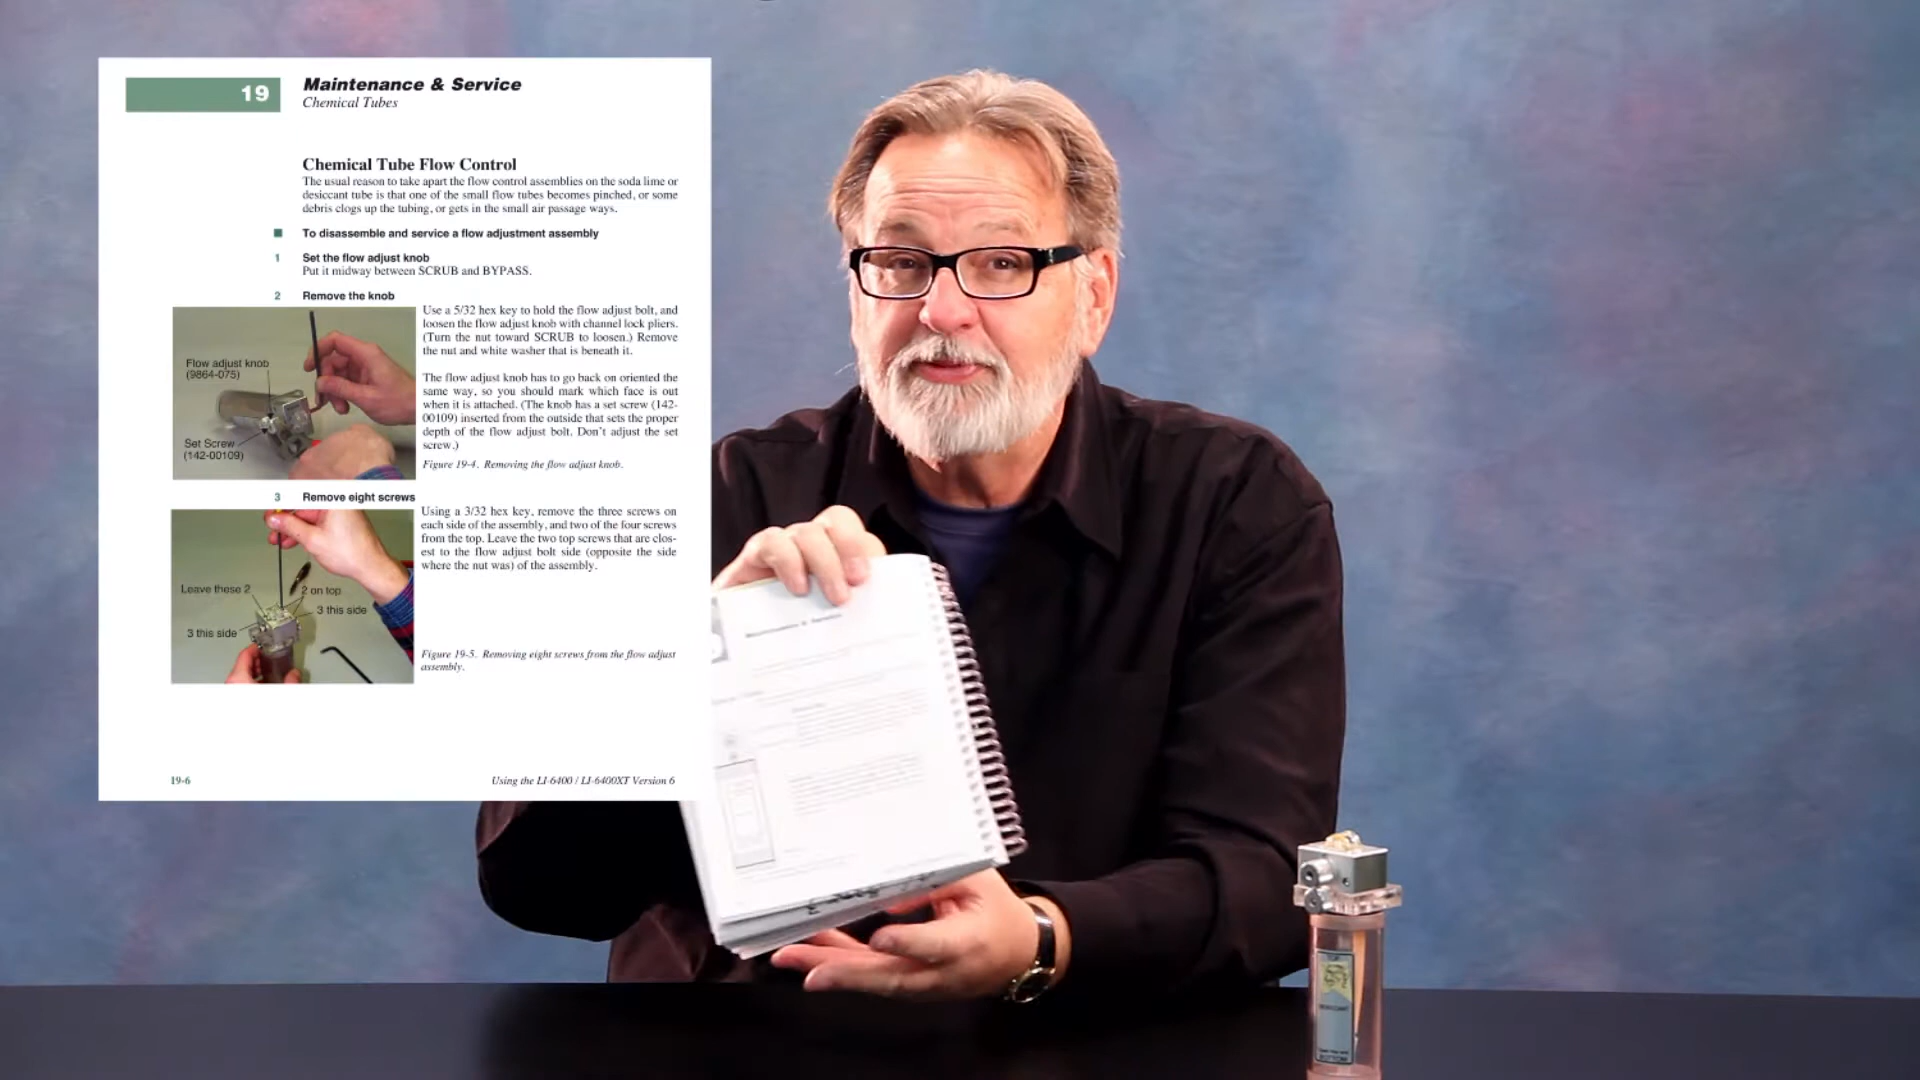 19
Maintenance & Service
Chemical Tubes
Chemical Tube Flow Control
The usual reason to take apart the flow control assemblies on the soda lime or
desiccant tube is that one of the small flow tubes becomes pinched, or some
debris clogs up the tubing, or gets in the small air passage ways.
To disassemble and service a flow adjustment assembly
1 Set the flow adjust knob
Put it midway between SCRUB and BYPASS.
2 Remove the knob
Use a 5/32 hex key to hold the flow adjust bolt, and
loosen the flow adjust knob with channel lock pliers.
(Turn the nut toward SCRUB to loosen.) Remove
the nut and white washer that is beneath it.
The flow adjust knob has to go back on oriented the
same way, so you should mark which face is out
when it is attached. (The knob has a set screw (142-
00109) inserted from the outside that sets the proper
depth of the flow adjust bolt. Don't adjust the set
screw.)
Flow adjust knob
(9864-075)
Set Screw
(142-00109)
Figure 19-4. Removing the flow adjust knob.
3 Remove eight screws
Using a 3/32 hex key, remove the three screws on
each side of the assembly, and two of the four screws
from the top. Leave the two top screws that are clos-
est to the flow adjust bolt side (opposite the side
where the nut was) of the assembly.
Leave these 2
2 on top
3 this side
3 this side
Figure 19-5. Removing eight screws from the flow adjust
assembly.
19-6
Using the LI-6400 / LI-6400XT Version 6
Maintenance & Service
BOTTOM